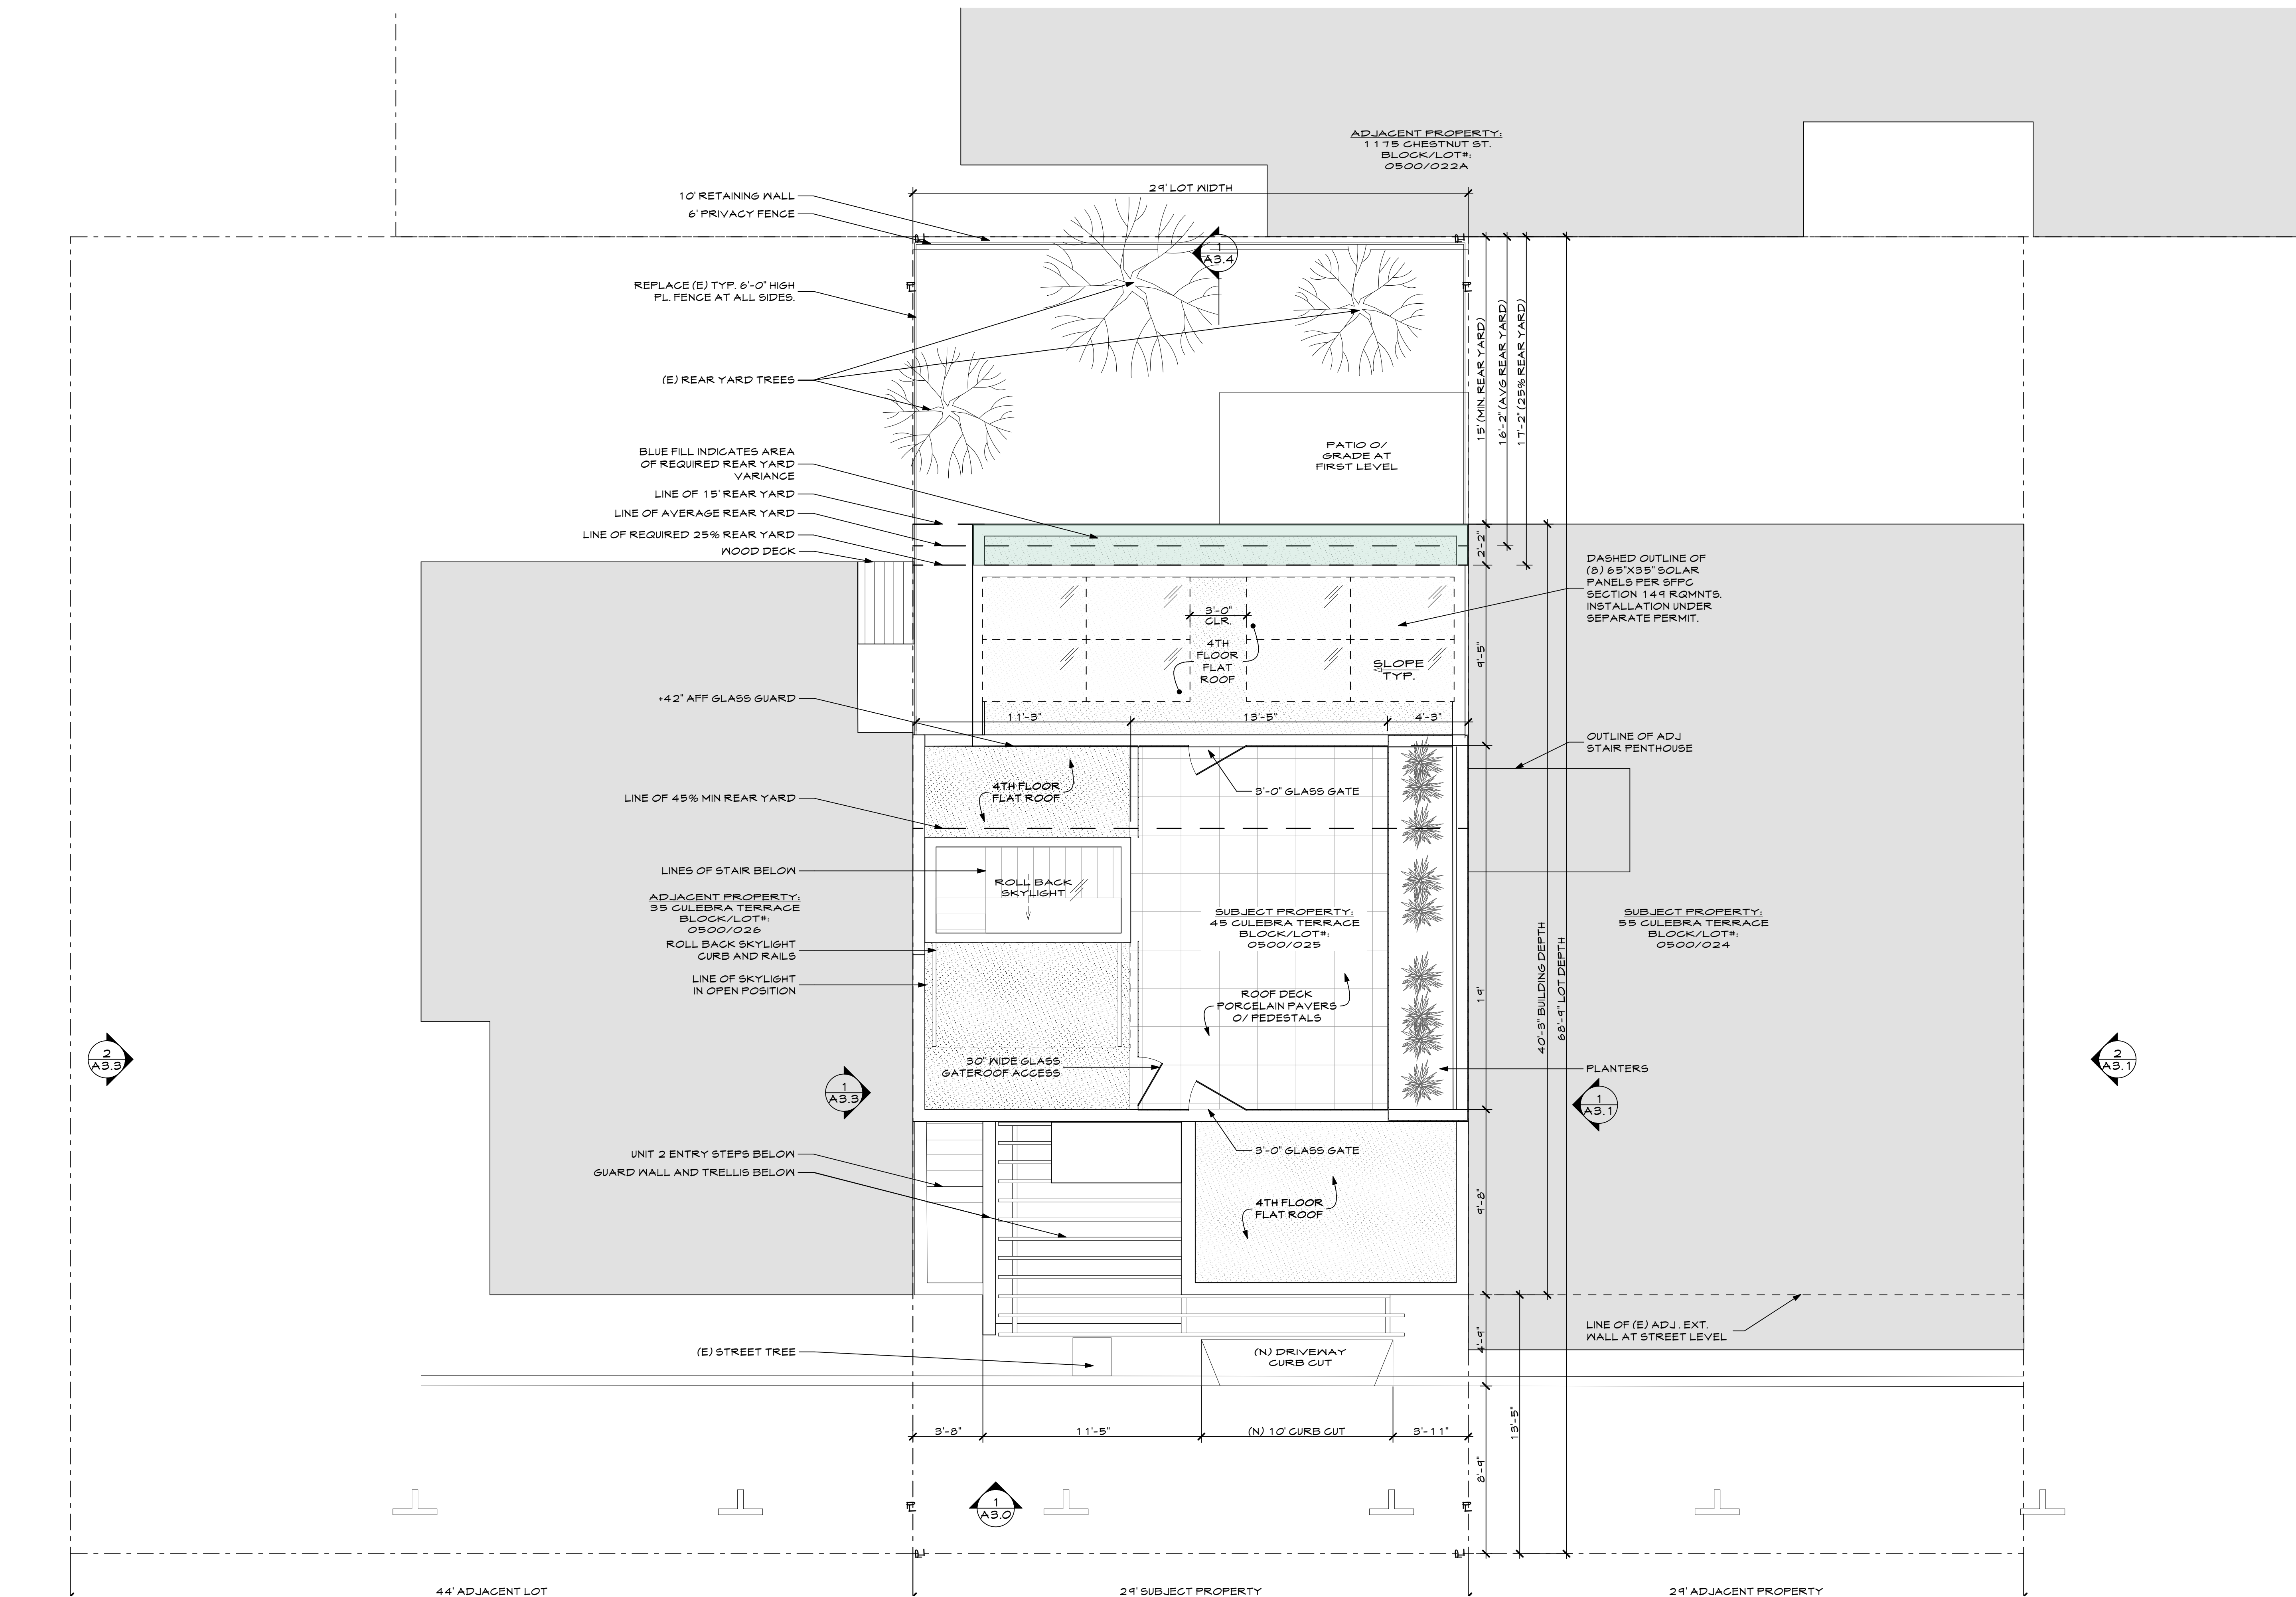 ADJACENT PROPERTY:
1175 CHESTNUT ST.
BLOCK/LOT#:
0500/022A
29' LOT WIDTH
10' RETAINING WALL
6' PRIVACY FENCE
PL
PL
1
A3.4
REPLACE (E) TYP. 6'-0" HIGH
PL. FENCE AT ALL SIDES.
PL
PL
15' (MIN. REAR YARD)
16'-2" (AVG REAR YARD)
17'-2" (25% REAR YARD)
(E) REAR YARD TREES
PATIO O/
GRADE AT
FIRST LEVEL
BLUE FILL INDICATES AREA
OF REQUIRED REAR YARD
VARIANCE
LINE OF 15' REAR YARD
LINE OF AVERAGE REAR YARD
LINE OF REQUIRED 25% REAR YARD
WOOD DECK
2'-2"
DASHED OUTLINE OF
(8) 65"X35" SOLAR
PANELS PER SFPC
SECTION 149 RQMNTS.
INSTALLATION UNDER
SEPARATE PERMIT.
3'-0"
CLR.
4TH
FLOOR
FLAT
ROOF
SLOPE
TYP.
9'-5"
+42" AFF GLASS GUARD
11'-3"
13'-5"
4'-3"
OUTLINE OF ADJ
STAIR PENTHOUSE
4TH FLOOR
FLAT ROOF
3'-0" GLASS GATE
LINE OF 45% MIN REAR YARD
LINES OF STAIR BELOW
ROLL BACK
SKYLIGHT
ADJACENT PROPERTY:
35 CULEBRA TERRACE
BLOCK/LOT#:
0500/026
SUBJECT PROPERTY:
45 CULEBRA TERRACE
BLOCK/LOT#:
0500/025
SUBJECT PROPERTY:
55 CULEBRA TERRACE
BLOCK/LOT#:
0500/024
ROLL BACK SKYLIGHT
CURB AND RAILS
LINE OF SKYLIGHT
IN OPEN POSITION
ROOF DECK
PORCELAIN PAVERS
O/ PEDESTALS
19'
40'-3" BUILDING DEPTH
68'-9" LOT DEPTH
2
A3.3
30" WIDE GLASS
GATEROOF ACCESS
PLANTERS
2
A3.1
1
A3.3
1
A3.1
UNIT 2 ENTRY STEPS BELOW
GUARD WALL AND TRELLIS BELOW
3'-0" GLASS GATE
4TH FLOOR
FLAT ROOF
9'-8"
LINE OF (E) ADJ. EXT.
WALL AT STREET LEVEL
(E) STREET TREE
(N) DRIVEWAY
CURB CUT
4'-9"
3'-8"
11'-5"
(N) 10' CURB CUT
3'-11"
13'-5"
8'-9"
PL
PL
1
A3.0
PL
PL
44' ADJACENT LOT
29' SUBJECT PROPERTY
29' ADJACENT PROPERTY